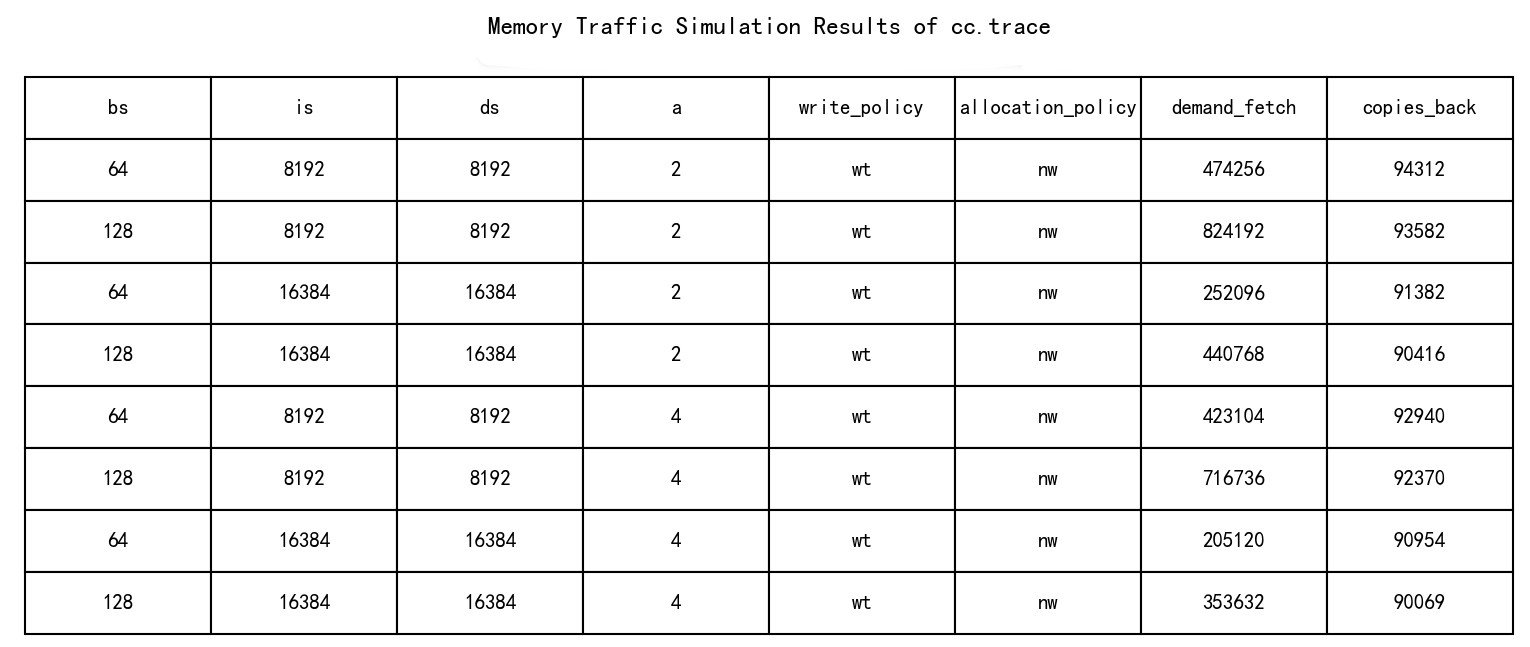 Memory Traffic Simulation Results of cc.trace
bs is ds a write_policy allocation_policy demand_fetch copies_back
64 8192 8192 2 wt nw 474256 94312
128 8192 8192 2 wt nw 824192 93582
64 16384 16384 2 wt nw 252096 91382
128 16384 16384 2 wt nw 440768 90416
64 8192 8192 4 wt nw 423104 92940
128 8192 8192 4 wt nw 716736 92370
64 16384 16384 4 wt nw 205120 90954
128 16384 16384 4 wt nw 353632 90069